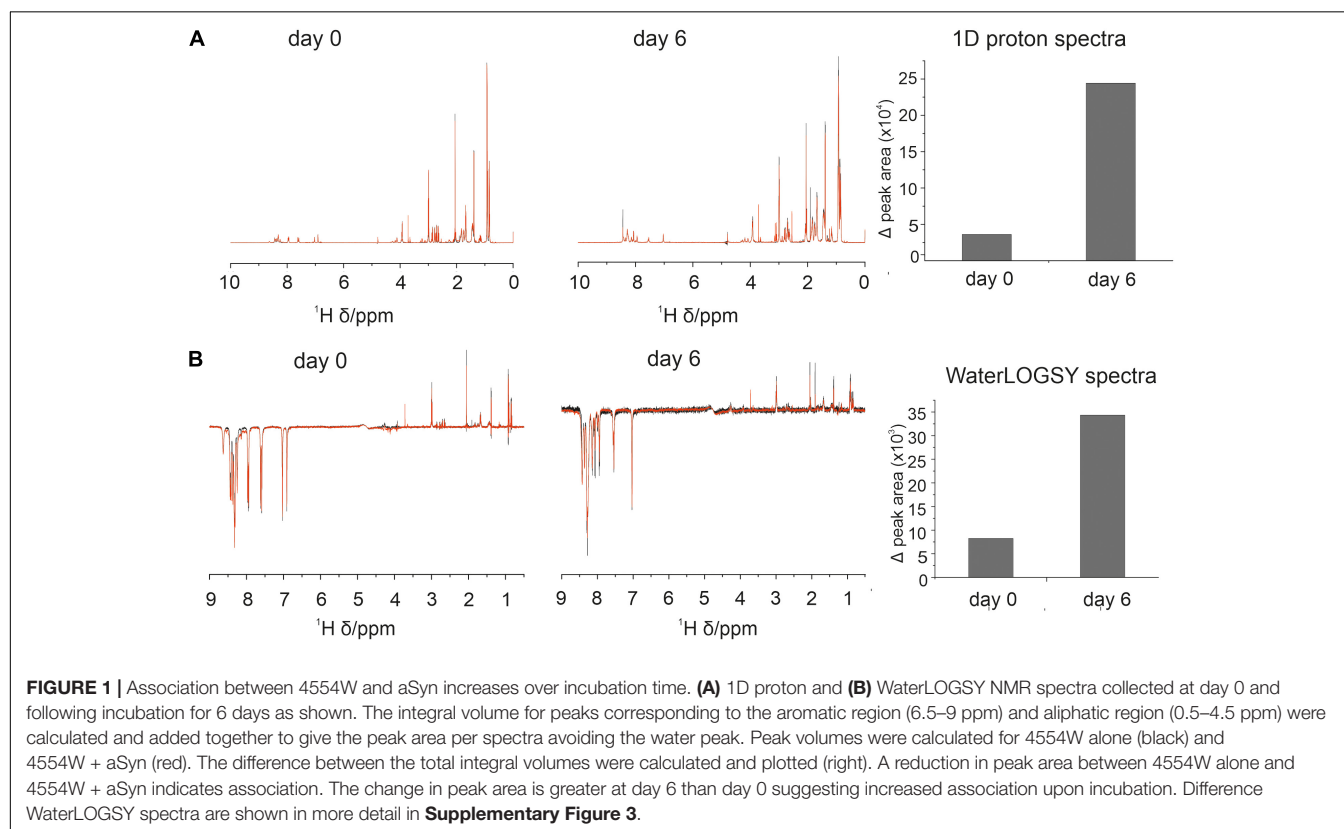 A
day 0
day 6
1D proton spectra
10 8 6 4 2 0
¹H δ/ppm
10 8 6 4 2 0
¹H δ/ppm
Δ peak area (x10⁴)
25
20
15
10
5
0
day 0 day 6
B
day 0
day 6
WaterLOGSY spectra
9 8 7 6 5 4 3 2 1
¹H δ/ppm
9 8 7 6 5 4 3 2 1
¹H δ/ppm
Δ peak area (x10³)
35
30
25
20
35
10
5
0
day 0 day 6
FIGURE 1 | Association between 4554W and aSyn increases over incubation time. (A) 1D proton and (B) WaterLOGSY NMR spectra collected at day 0 and
following incubation for 6 days as shown. The integral volume for peaks corresponding to the aromatic region (6.5–9 ppm) and aliphatic region (0.5–4.5 ppm) were
calculated and added together to give the peak area per spectra avoiding the water peak. Peak volumes were calculated for 4554W alone (black) and
4554W + aSyn (red). The difference between the total integral volumes were calculated and plotted (right). A reduction in peak area between 4554W alone and
4554W + aSyn indicates association. The change in peak area is greater at day 6 than day 0 suggesting increased association upon incubation. Difference
WaterLOGSY spectra are shown in more detail in Supplementary Figure 3.